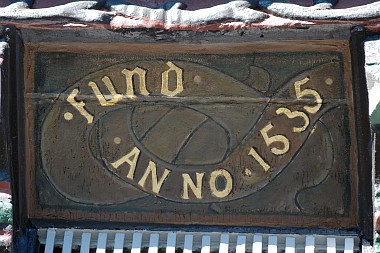 • FUND •
• ANNO • 1535